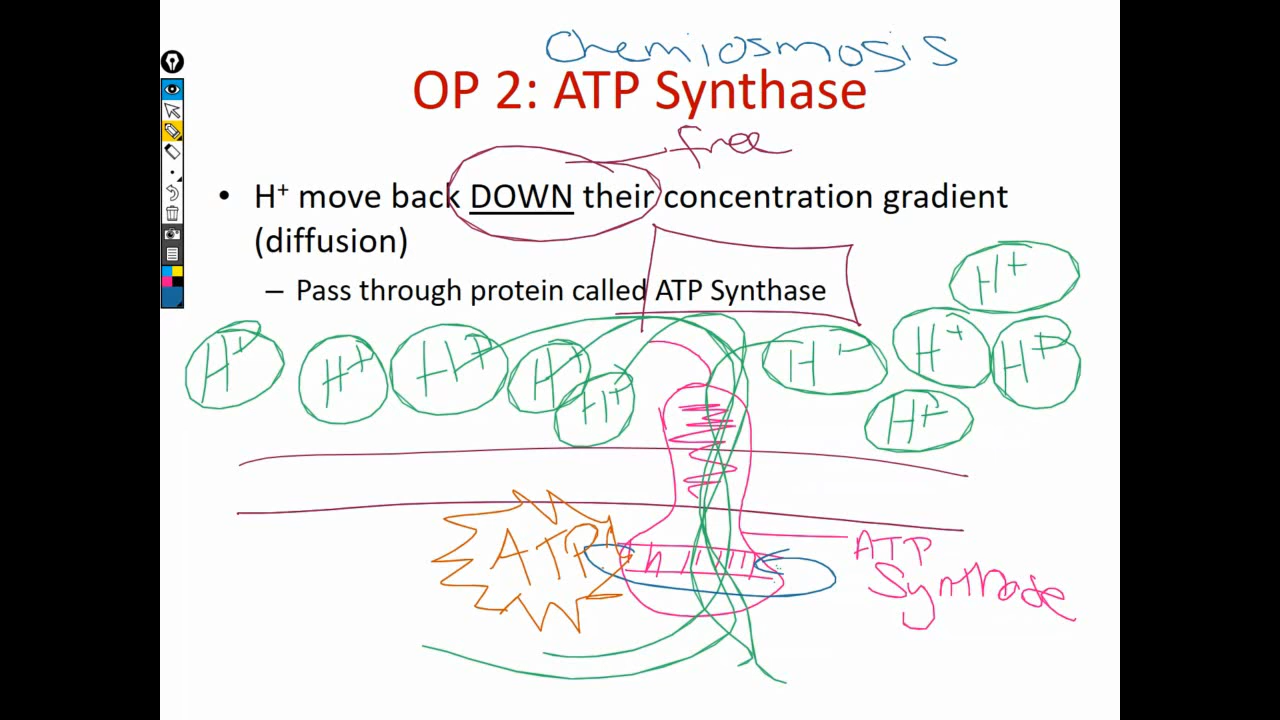 Chemiosmosis
OP 2: ATP Synthase
free
• H⁺ move back DOWN their concentration gradient
(diffusion)
– Pass through protein called ATP Synthase
H⁺
H⁺ H⁺ H⁺ H⁺ H⁺ H⁺ H⁺
H⁺ H⁺
ATP
ATP
Synthase